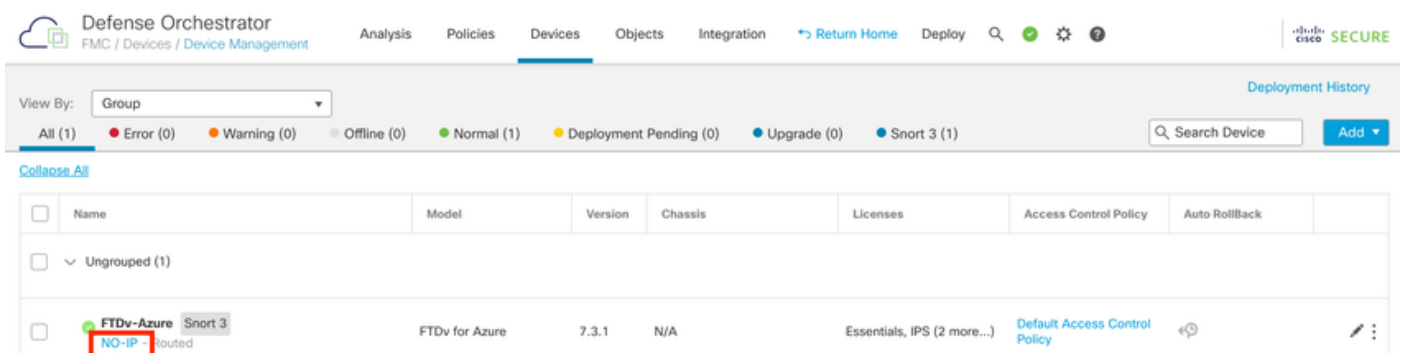 Defense Orchestrator
FMC / Devices / Device Management
Analysis Policies Devices Objects Integration Return Home Deploy
cisco SECURE
Deployment History
View By: Group
All (1) Error (0) Warning (0) Offline (0) Normal (1) Deployment Pending (0) Upgrade (0) Snort 3 (1) Search Device Add
Collapse All
Name Model Version Chassis Licenses Access Control Policy Auto RollBack
Ungrouped (1)
FTDv-Azure Snort 3
NO-IP - Routed
FTDv for Azure 7.3.1 N/A Essentials, IPS (2 more...) Default Access Control
Policy